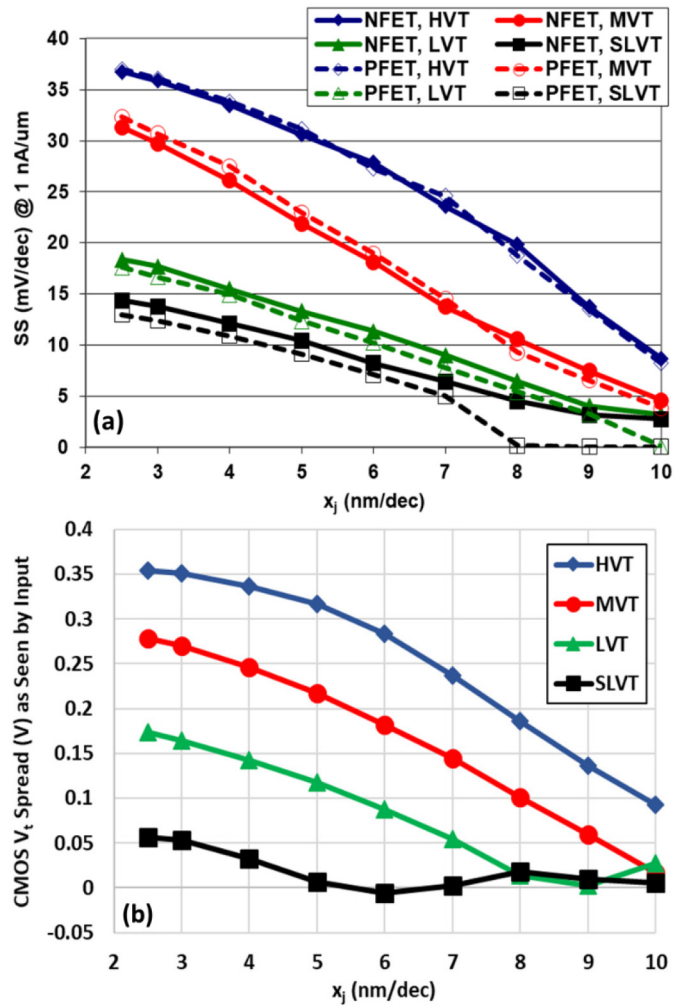 NFET, HVT NFET, MVT
NFET, LVT NFET, SLVT
PFET, HVT PFET, MVT
PFET, LVT PFET, SLVT
40
35
30
25
20
15
10
5
0
SS (mV/dec) @ 1 nA/um
(a)
2 3 4 5 6 7 8 9 10
xj (nm/dec)
0.4
0.35
0.3
0.25
0.2
0.15
0.1
0.05
0
-0.05
CMOS Vt Spread (V) as Seen by Input
HVT
MVT
LVT
SLVT
(b)
2 3 4 5 6 7 8 9 10
xj (nm/dec)